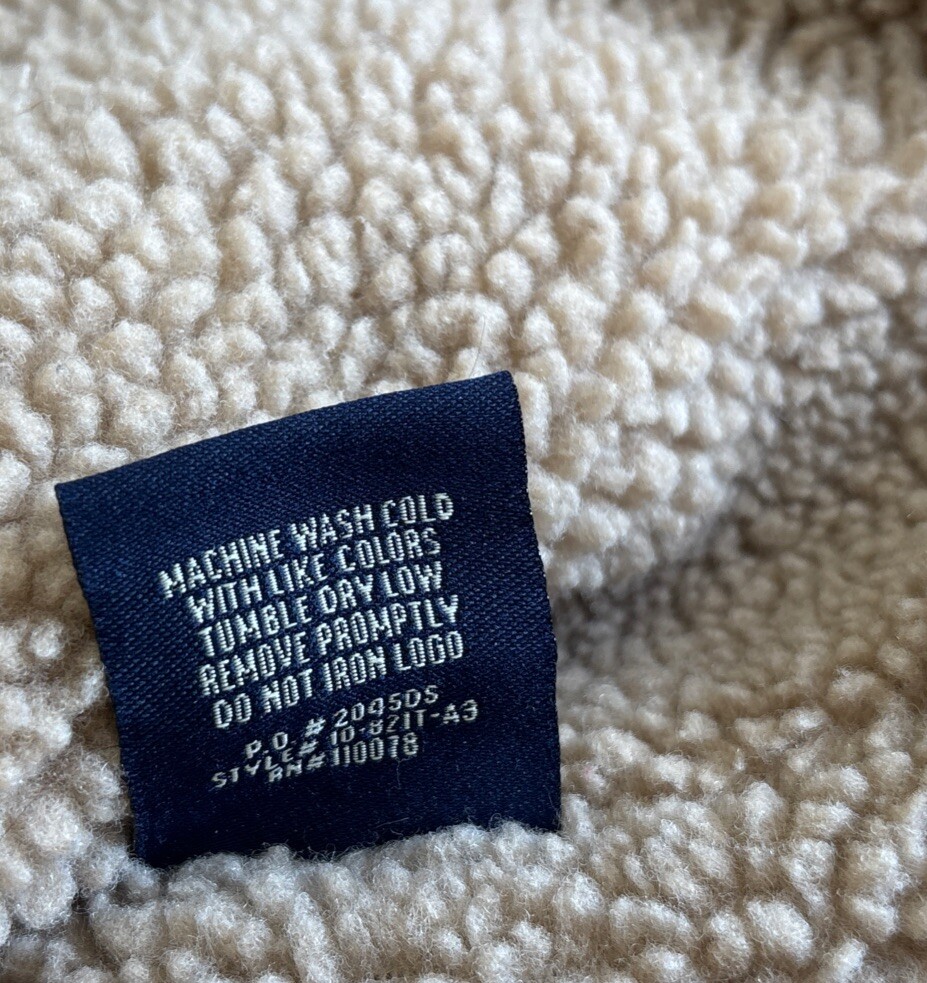 MACHINE WASH COLD
WITH LIKE COLORS
TUMBLE DRY LOW
REMOVE PROMPTLY
DO NOT IRON LOGO
P.O. # 2045DS
STYLE# 10-821T-A3
RN# 110078